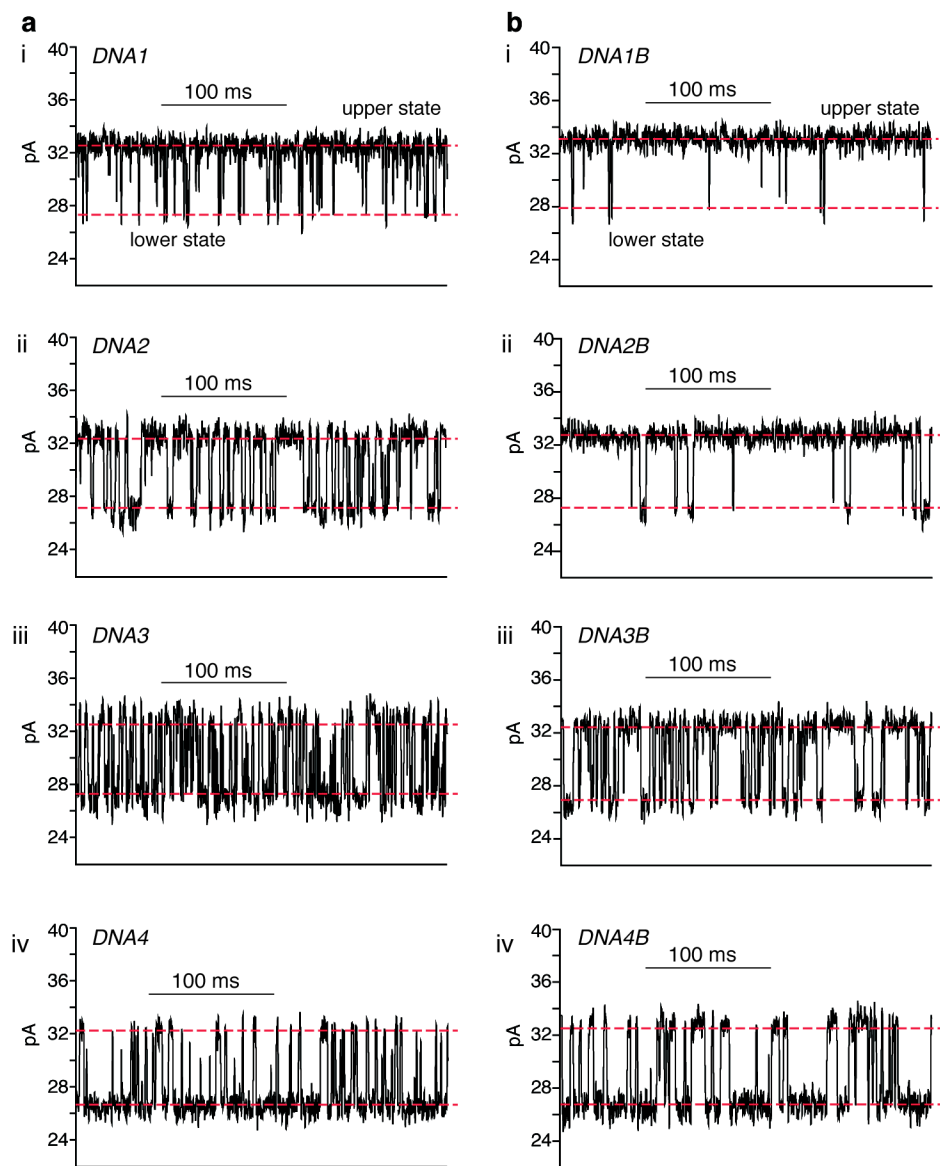 a
i
DNA1
40
36
32
28
24
pA
100 ms
upper state
lower state
ii
DNA2
40
36
32
28
24
pA
100 ms
iii
DNA3
40
36
32
28
24
pA
100 ms
iv
DNA4
40
36
32
28
24
pA
100 ms
b
i
DNA1B
40
36
32
28
24
pA
100 ms
upper state
lower state
ii
DNA2B
40
36
32
28
24
pA
100 ms
iii
DNA3B
40
36
32
28
24
pA
100 ms
iv
DNA4B
40
36
32
28
24
pA
100 ms